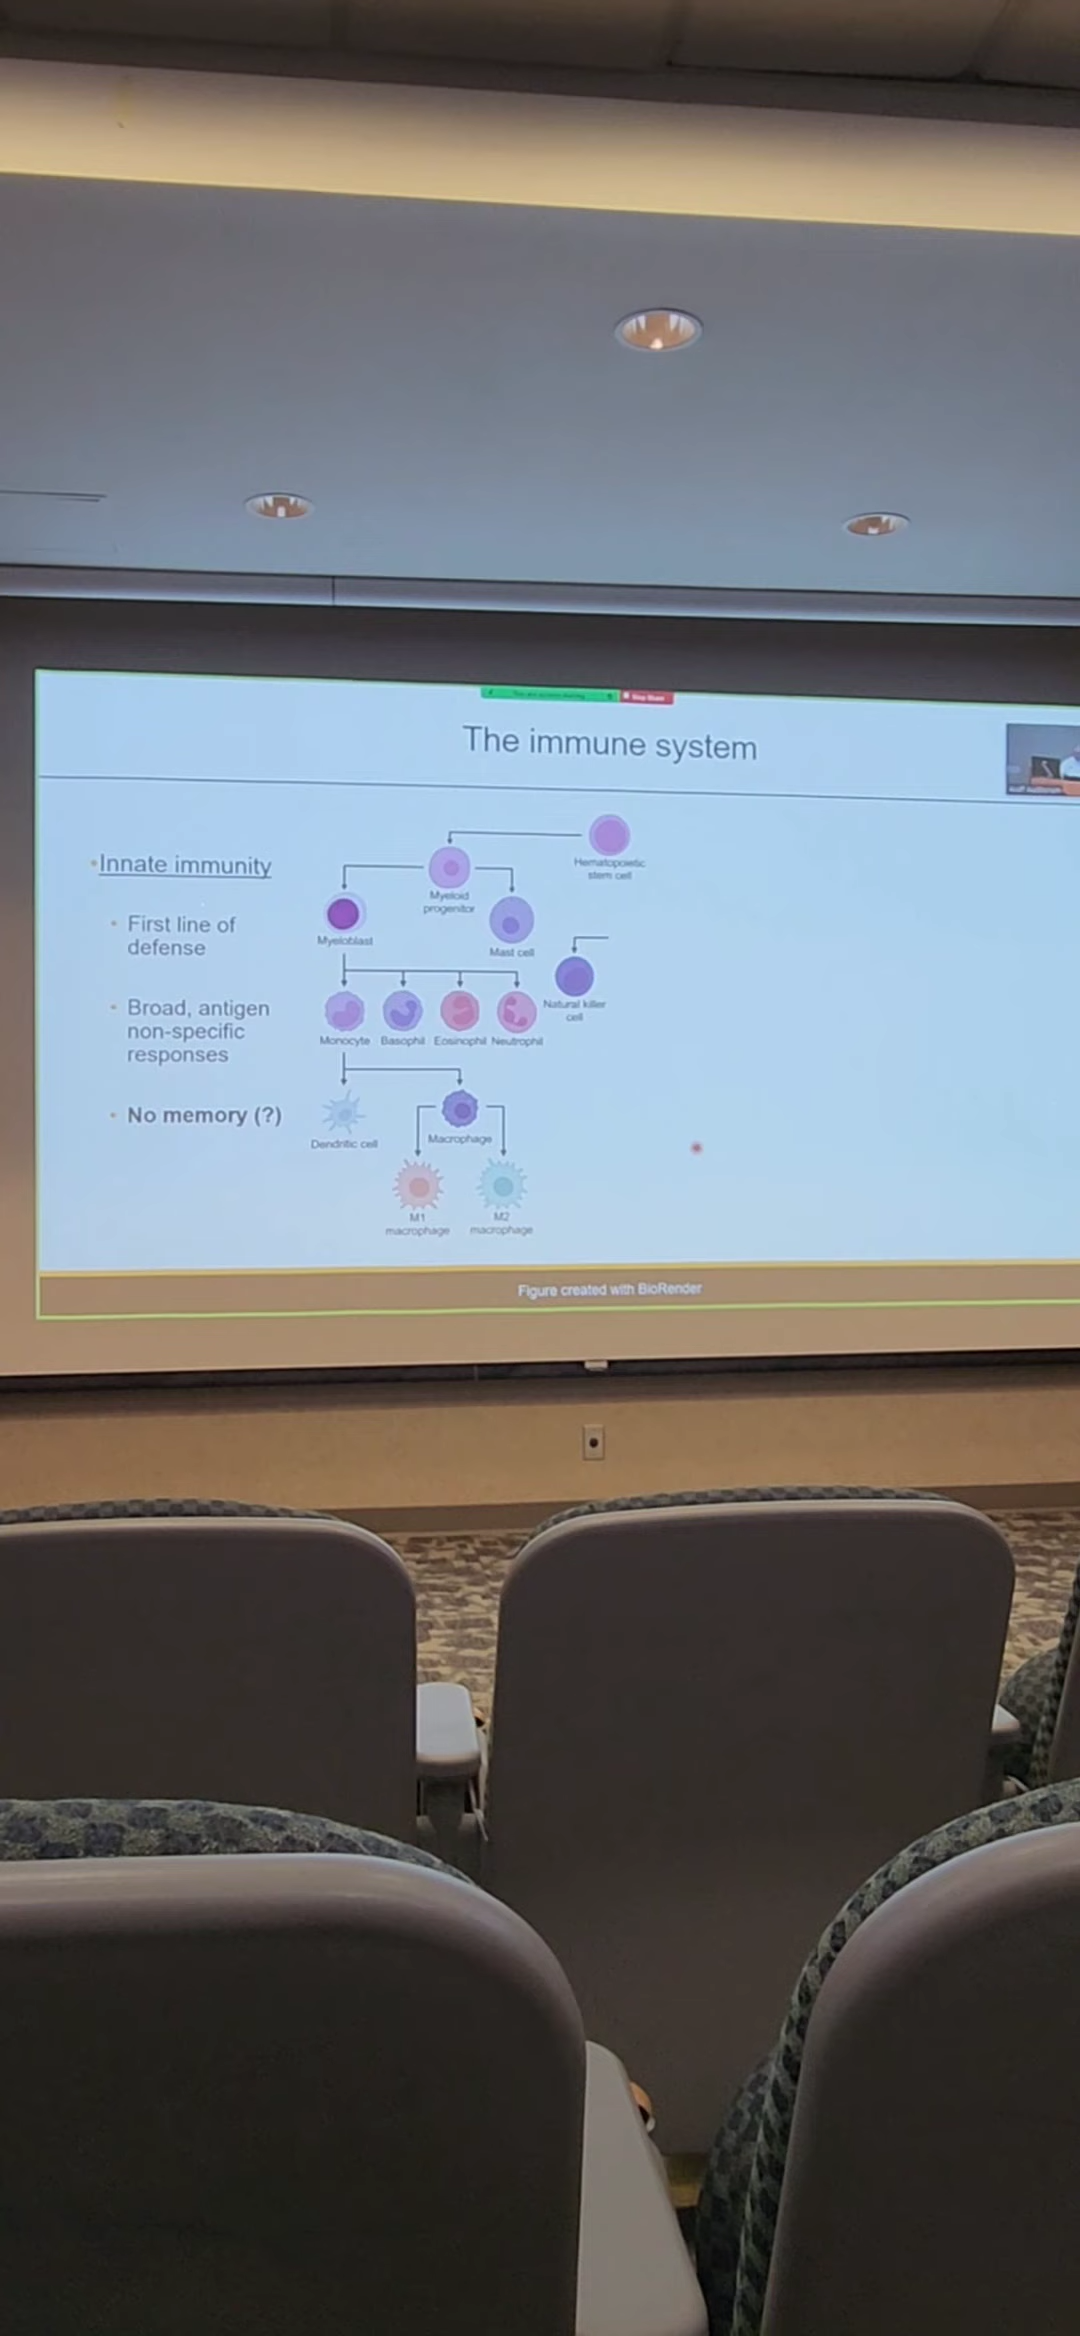 Stop Share
The immune system
•Innate immunity
• First line of
defense
• Broad, antigen
non-specific
responses
• No memory (?)
Hematopoietic
stem cell
Myeloid
progenitor
Myeloblast
Mast cell
Natural killer
cell
Monocyte Basophil Eosinophil Neutrophil
Dendritic cell
Macrophage
M1
macrophage
M2
macrophage
Figure created with BioRender